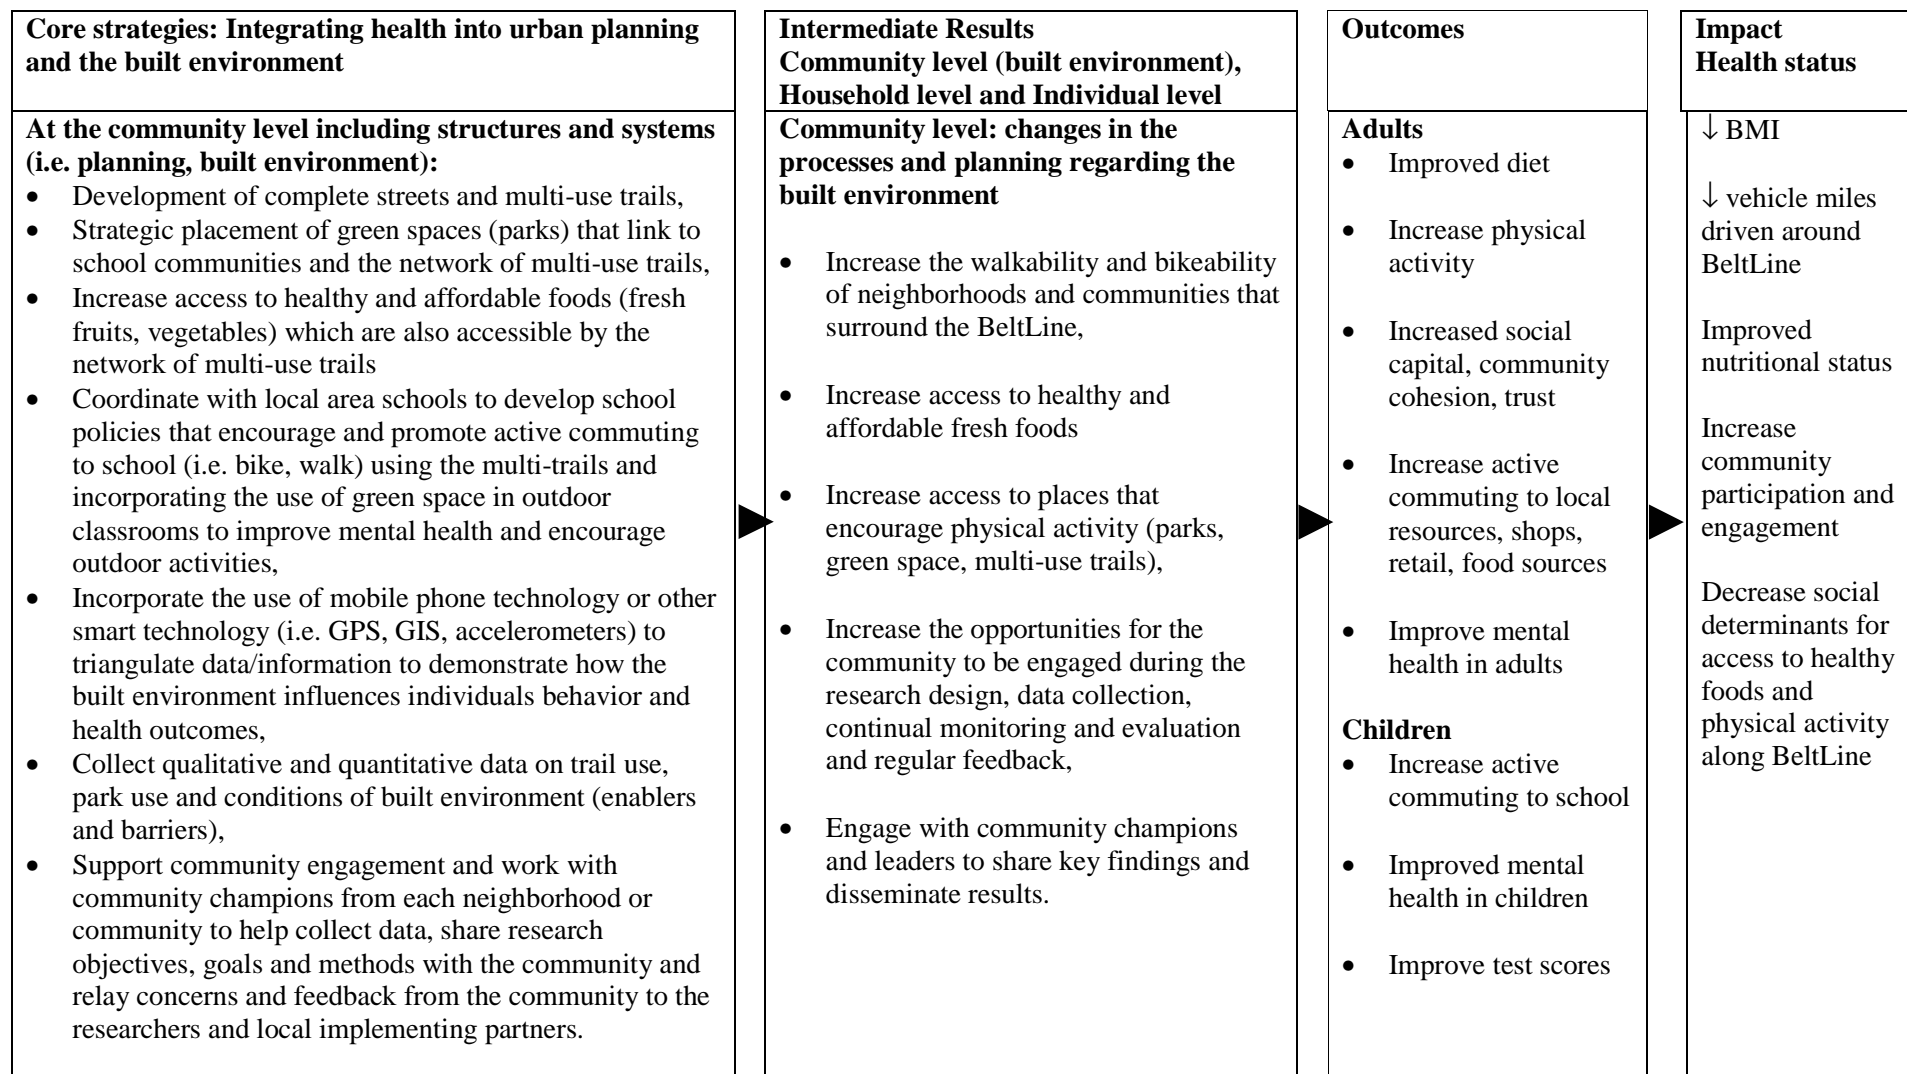 Core strategies: Integrating health into urban planning
and the built environment
At the community level including structures and systems
(i.e. planning, built environment):
• Development of complete streets and multi-use trails,
• Strategic placement of green spaces (parks) that link to
school communities and the network of multi-use trails,
• Increase access to healthy and affordable foods (fresh
fruits, vegetables) which are also accessible by the
network of multi-use trails
• Coordinate with local area schools to develop school
policies that encourage and promote active commuting
to school (i.e. bike, walk) using the multi-trails and
incorporating the use of green space in outdoor
classrooms to improve mental health and encourage
outdoor activities,
• Incorporate the use of mobile phone technology or other
smart technology (i.e. GPS, GIS, accelerometers) to
triangulate data/information to demonstrate how the
built environment influences individuals behavior and
health outcomes,
• Collect qualitative and quantitative data on trail use,
park use and conditions of built environment (enablers
and barriers),
• Support community engagement and work with
community champions from each neighborhood or
community to help collect data, share research
objectives, goals and methods with the community and
relay concerns and feedback from the community to the
researchers and local implementing partners.
Intermediate Results
Community level (built environment),
Household level and Individual level
Community level: changes in the
processes and planning regarding the
built environment
• Increase the walkability and bikeability
of neighborhoods and communities that
surround the BeltLine,
• Increase access to healthy and
affordable fresh foods
• Increase access to places that
encourage physical activity (parks,
green space, multi-use trails),
• Increase the opportunities for the
community to be engaged during the
research design, data collection,
continual monitoring and evaluation
and regular feedback,
• Engage with community champions
and leaders to share key findings and
disseminate results.
Outcomes
Adults
• Improved diet
• Increase physical
activity
• Increased social
capital, community
cohesion, trust
• Increase active
commuting to local
resources, shops,
retail, food sources
• Improve mental
health in adults
Children
• Increase active
commuting to school
• Improved mental
health in children
• Improve test scores
Impact
Health status
↓ BMI
↓ vehicle miles
driven around
BeltLine
Improved
nutritional status
Increase
community
participation and
engagement
Decrease social
determinants for
access to healthy
foods and
physical activity
along BeltLine